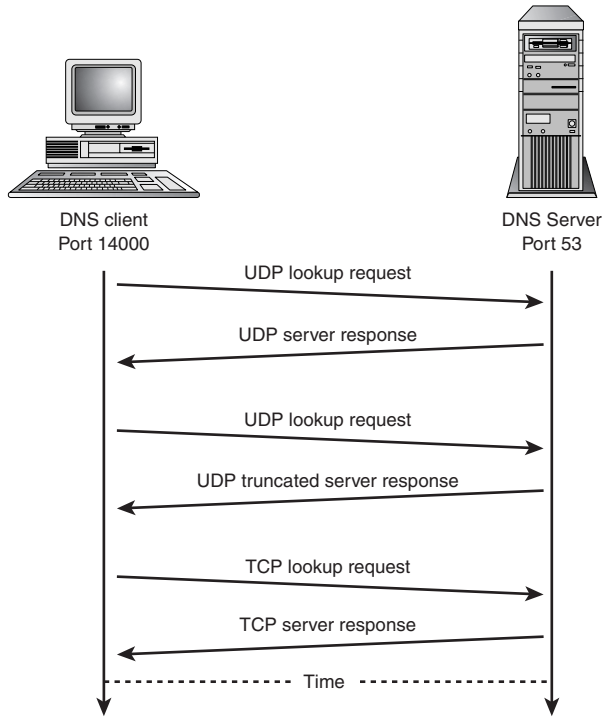 DNS client
Port 14000
DNS Server
Port 53
UDP lookup request
UDP server response
UDP lookup request
UDP truncated server response
TCP lookup request
TCP server response
Time